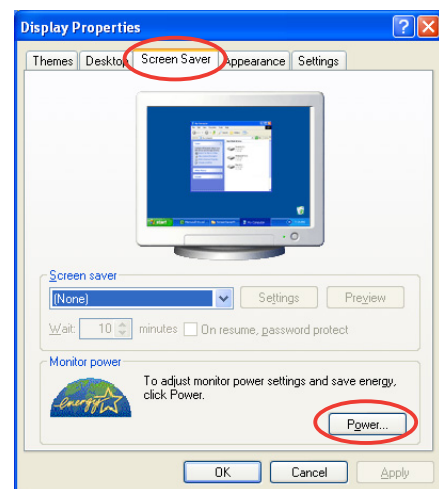 Display Properties
Themes Desktop Screen Saver Appearance Settings
start
Screen saver
(None) Settings Preview
Wait: 10 minutes On resume, password protect
Monitor power
energy
To adjust monitor power settings and save energy,
click Power.
Power...
OK Cancel Apply